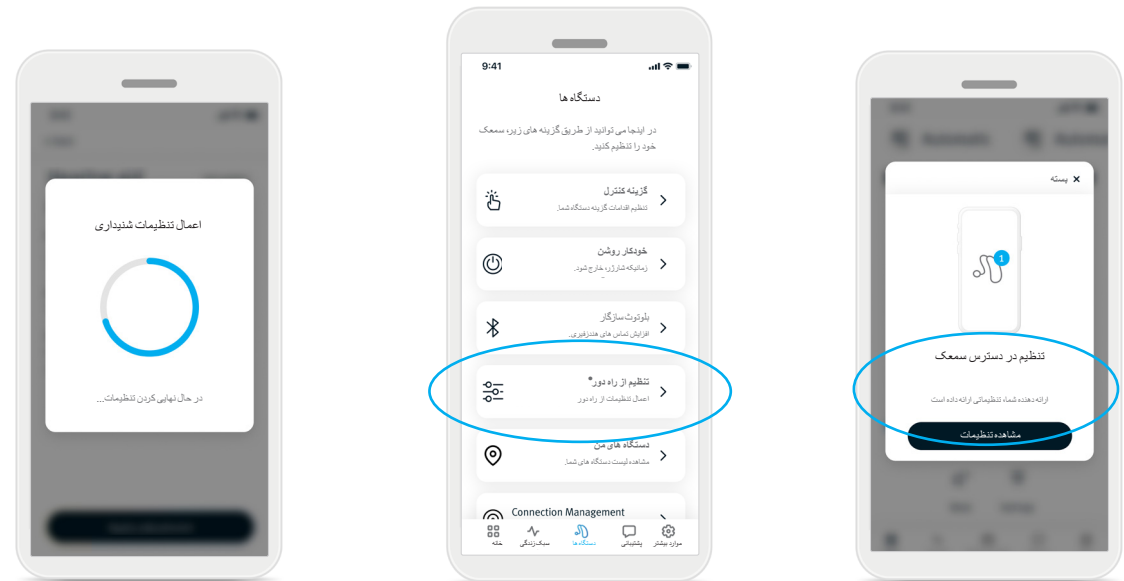 بسته
تنظیم در دسترس سمعک
ارائه دهنده شما، تنظیماتی ارائه داده است
مشاهده تنظیمات
1
9:41
دستگاه ها
در اینجا می توانید از طریق گزینه های زیر، سمعک
خود را تنظیم کنید.
گزینه کنترل
تنظیم اقدامات گزینه دستگاه شما.
خودکار روشن
زمانیکه شارژر، خارج شود.
بلوتوث سازگار
افزایش تماس های هندزفیری.
تنظیم از راه دور*
اعمال تنظیمات از راه دور
دستگاه های من
مشاهده لیست دستگاه های شما.
Connection Management
خانه
سبک زندگی
دستگاه ها
پشتیبانی
موارد بیشتر
اعمال تنظیمات شنیداری
در حال نهایی کردن تنظیمات...